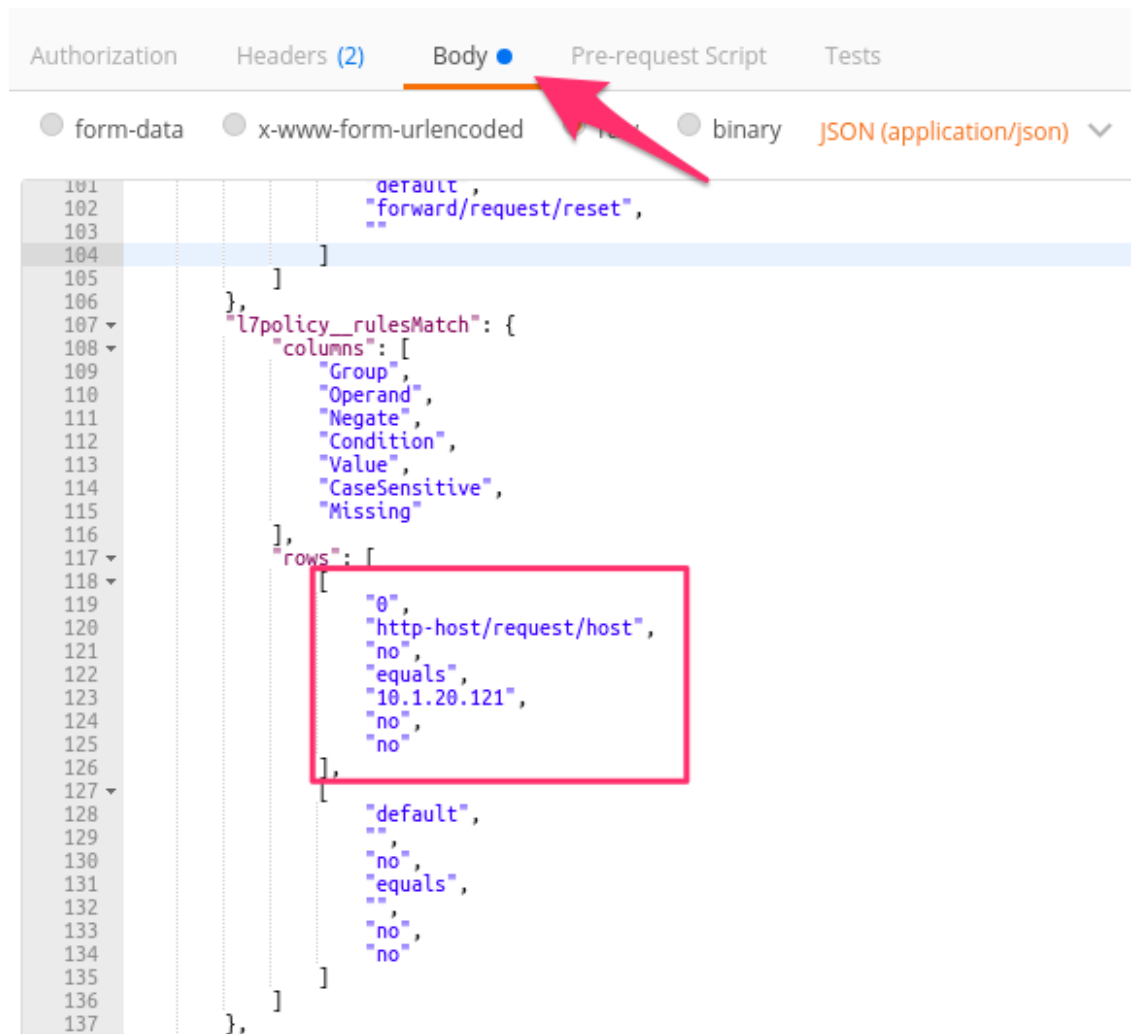 Authorization Headers (2) Body Pre-request Script Tests
form-data x-www-form-urlencoded binary JSON (application/json)
101 "default",
102 "forward/request/reset",
103 ""
104 ]
105 ]
106 },
107 "l7policy__rulesMatch": {
108 "columns": [
109 "Group",
110 "Operand",
111 "Negate",
112 "Condition",
113 "Value",
114 "CaseSensitive",
115 "Missing"
116 ],
117 "rows": [
118 [
119 "0",
120 "http-host/request/host",
121 "no",
122 "equals",
123 "10.1.20.121",
124 "no",
125 "no"
126 ],
127 [
128 "default",
129 "",
130 "no",
131 "equals",
132 "",
133 "no",
134 "no"
135 ]
136 ]
137 },